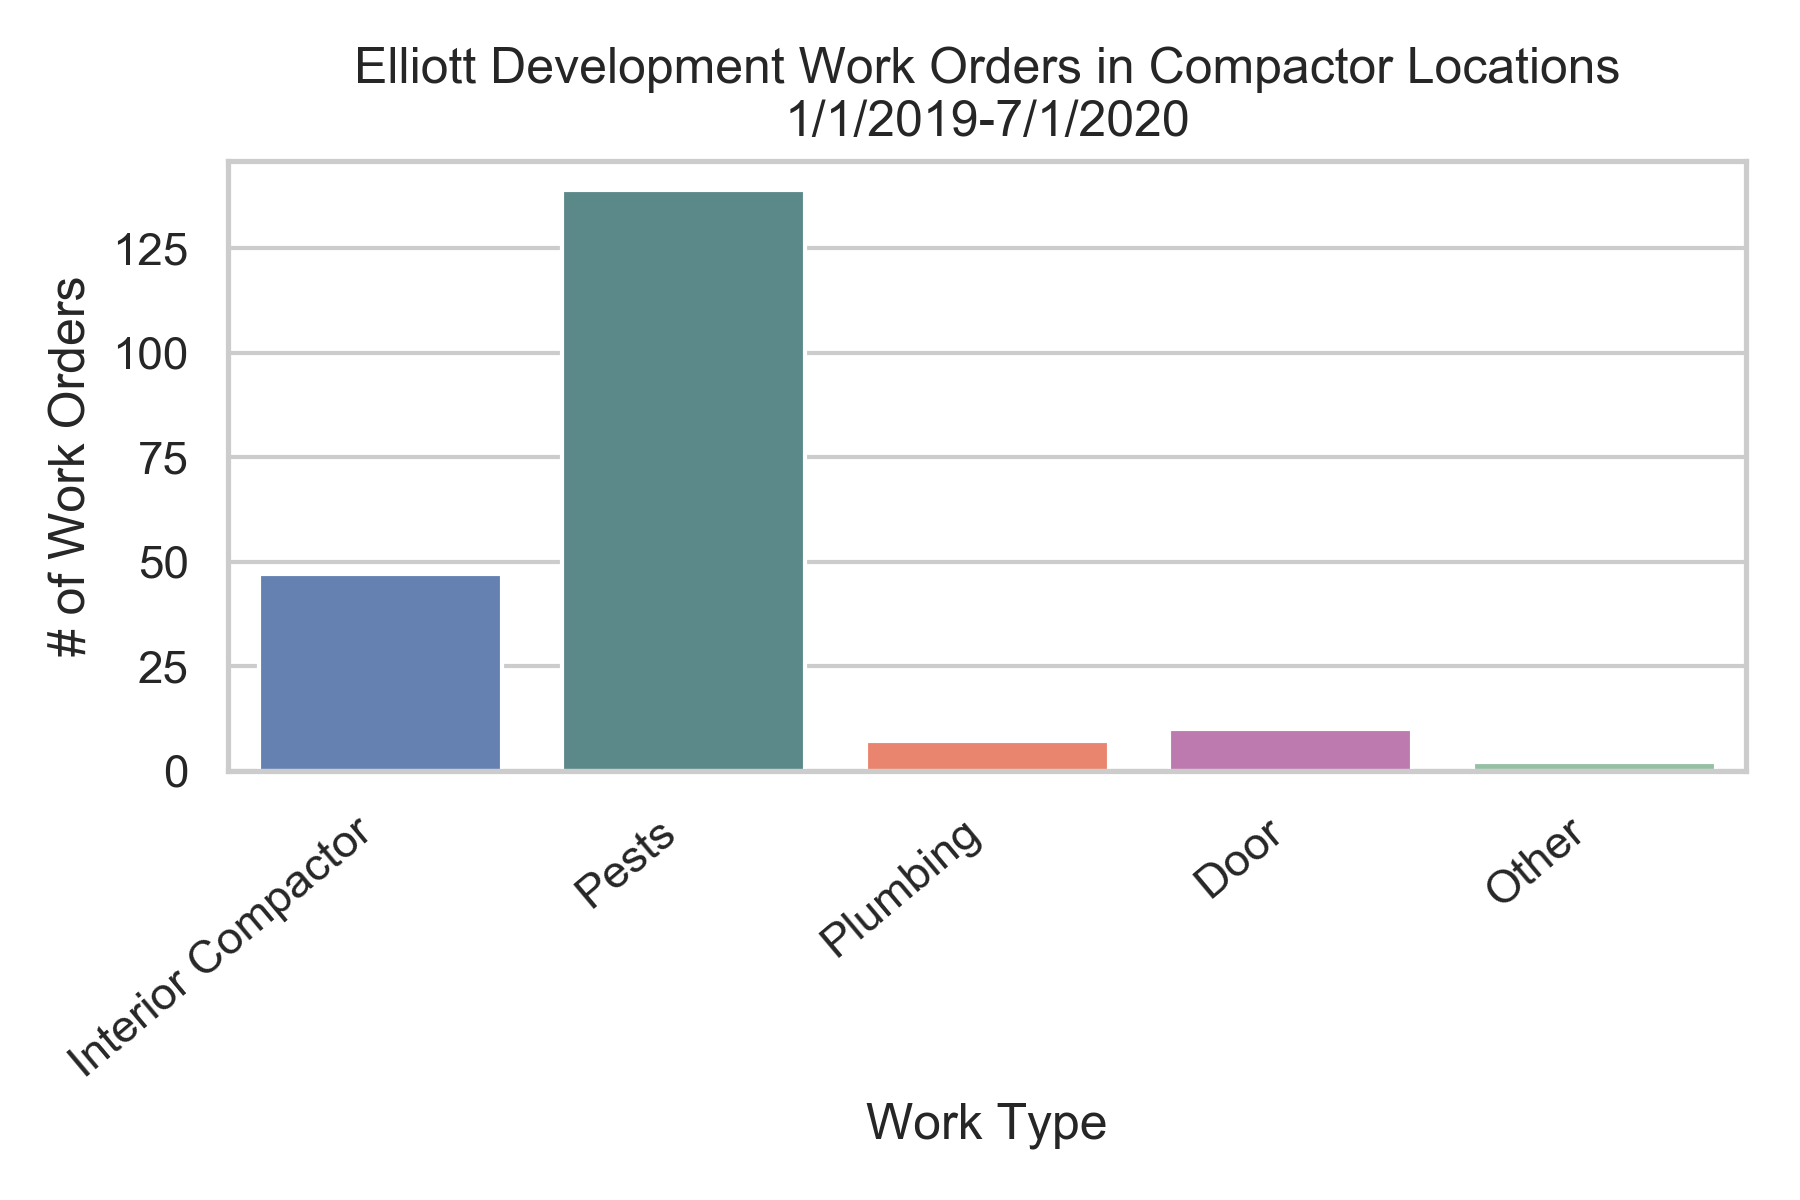 Elliott Development Work Orders in Compactor Locations
1/1/2019-7/1/2020
# of Work Orders
125
100
75
50
25
0
Interior Compactor
Pests
Plumbing
Door
Other
Work Type